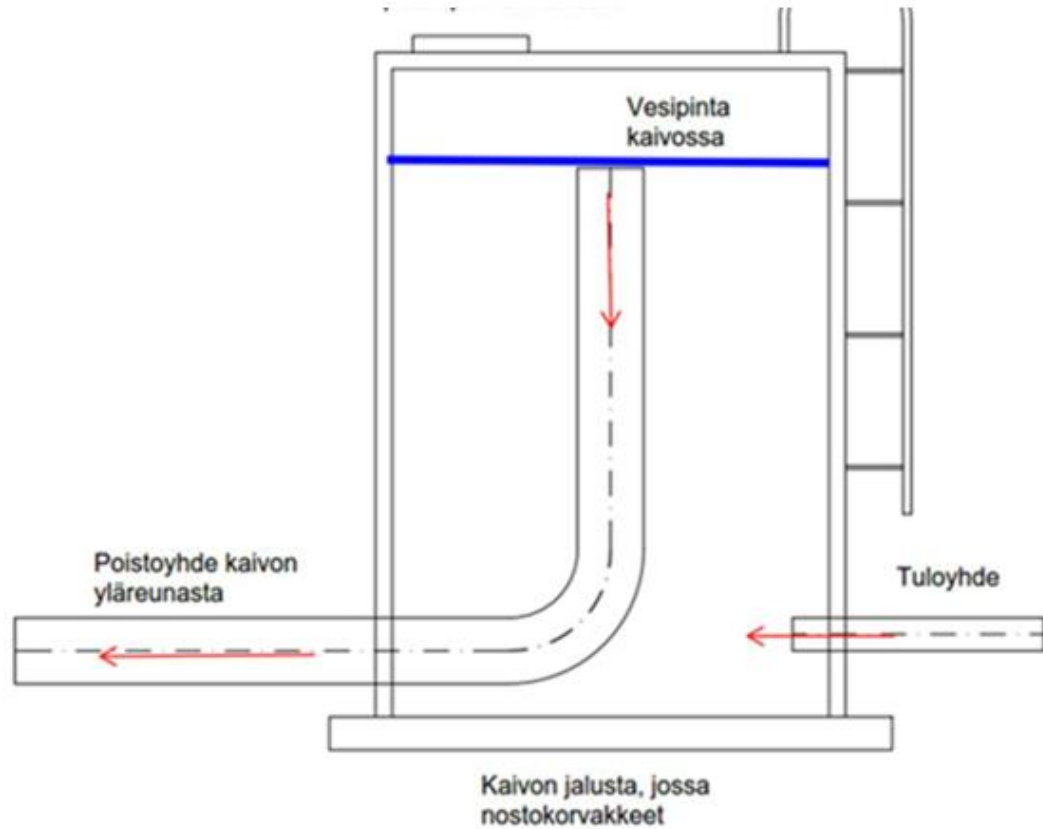 Vesipinta
kaivossa
Poistoyhde kaivon
yläreunasta
Tuloyhde
Kaivon jalusta, jossa
nostokorvakkeet